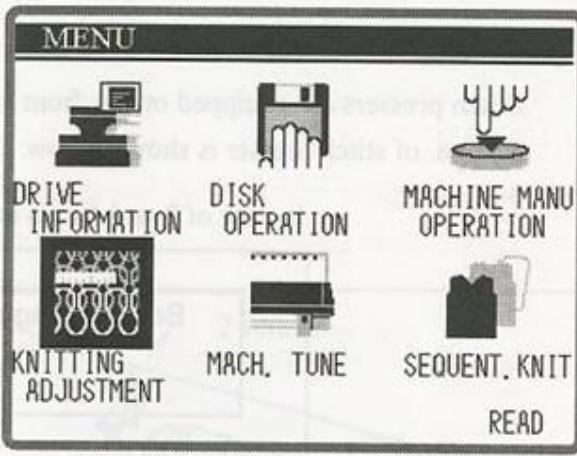 MENU
DRIVE
INFORMATION
DISK
OPERATION
MACHINE MANU
OPERATION
KNITTING
ADJUSTMENT
MACH. TUNE
SEQUENT. KNIT
READ